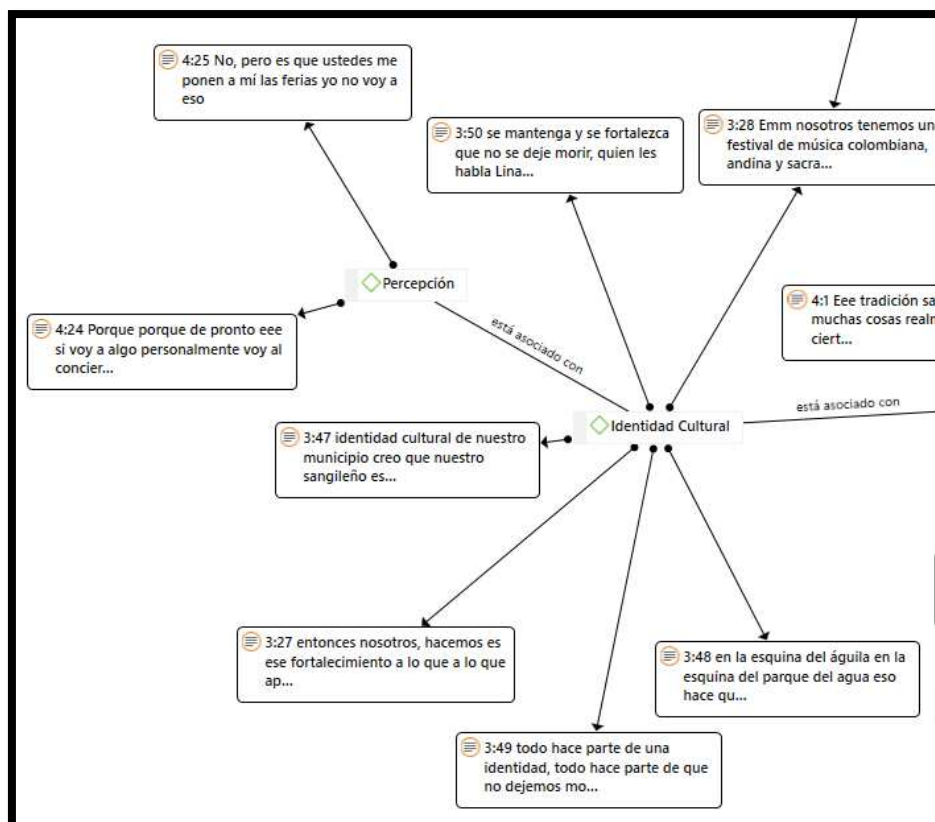 4:25 No, pero es que ustedes me
ponen a mí las ferias yo no voy a
eso
3:50 se mantenga y se fortalezca
que no se deje morir, quien les
habla Lina...
3:28 Emm nosotros tenemos un
festival de música colombiana,
andina y sacra...
Percepción
4:1 Eee tradición
muchas cosas
ciert...
4:24 Porque porque de pronto eee
si voy a algo personalmente voy al
concier...
está asociado con
está asociado con
Identidad Cultural
3:47 identidad cultural de nuestro
municipio creo que nuestro
sangileño es...
3:27 entonces nosotros, hacemos es
ese fortalecimiento a lo que a lo que
ap...
3:48 en la esquina del águila en la
esquina del parque del agua eso
hace qu...
3:49 todo hace parte de una
identidad, todo hace parte de que
no dejemos mo...